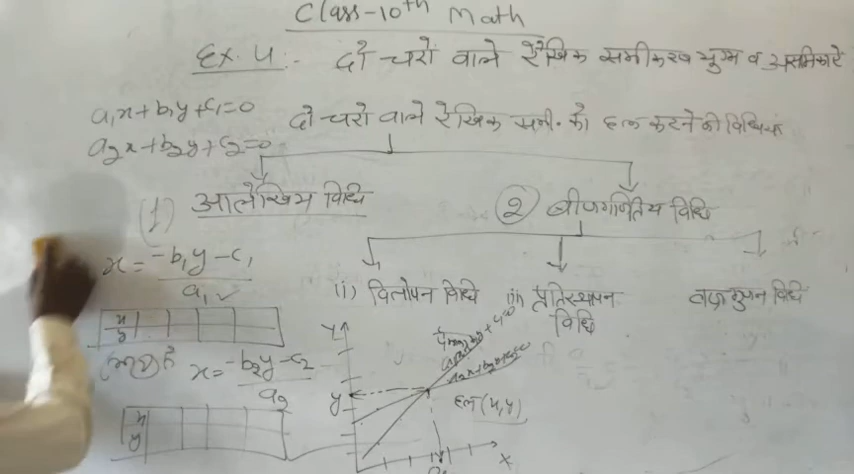 Class-10th Math
Ex. 4:- दो चरों वाले रैखिक समीकरण युग्म व असमिकाएँ
a₁x+b₁y+c₁=0
a₂x+b₂y+c₂=0
दो चरों वाले रैखिक समी. को हल करने की विधियां
(1) आलेखिय विधि
② बीजगणितिय विधि
x = -b₁y-c₁/a₁ ✓
(i) विलोपन विधि
(ii) प्रतिस्थापन विधि
वज्रगुणन विधि
x
y
x = -b₂y-c₂/a₂
x
y
Y
y
हल (x,y)
X